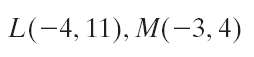 L(−4, 11), M(−3, 4)